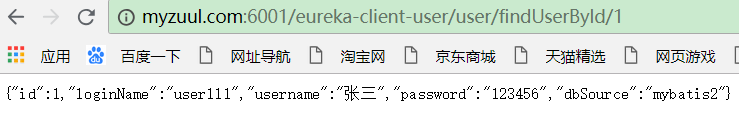 myzuul.com:6001/eureka-client-user/user/findUserById/1
应用 百度一下 网址导航 淘宝网 京东商城 天猫精选 网页游戏
{"id":1,"loginName":"user111","username":"张三","password":"123456","dbSource":"mybatis2"}